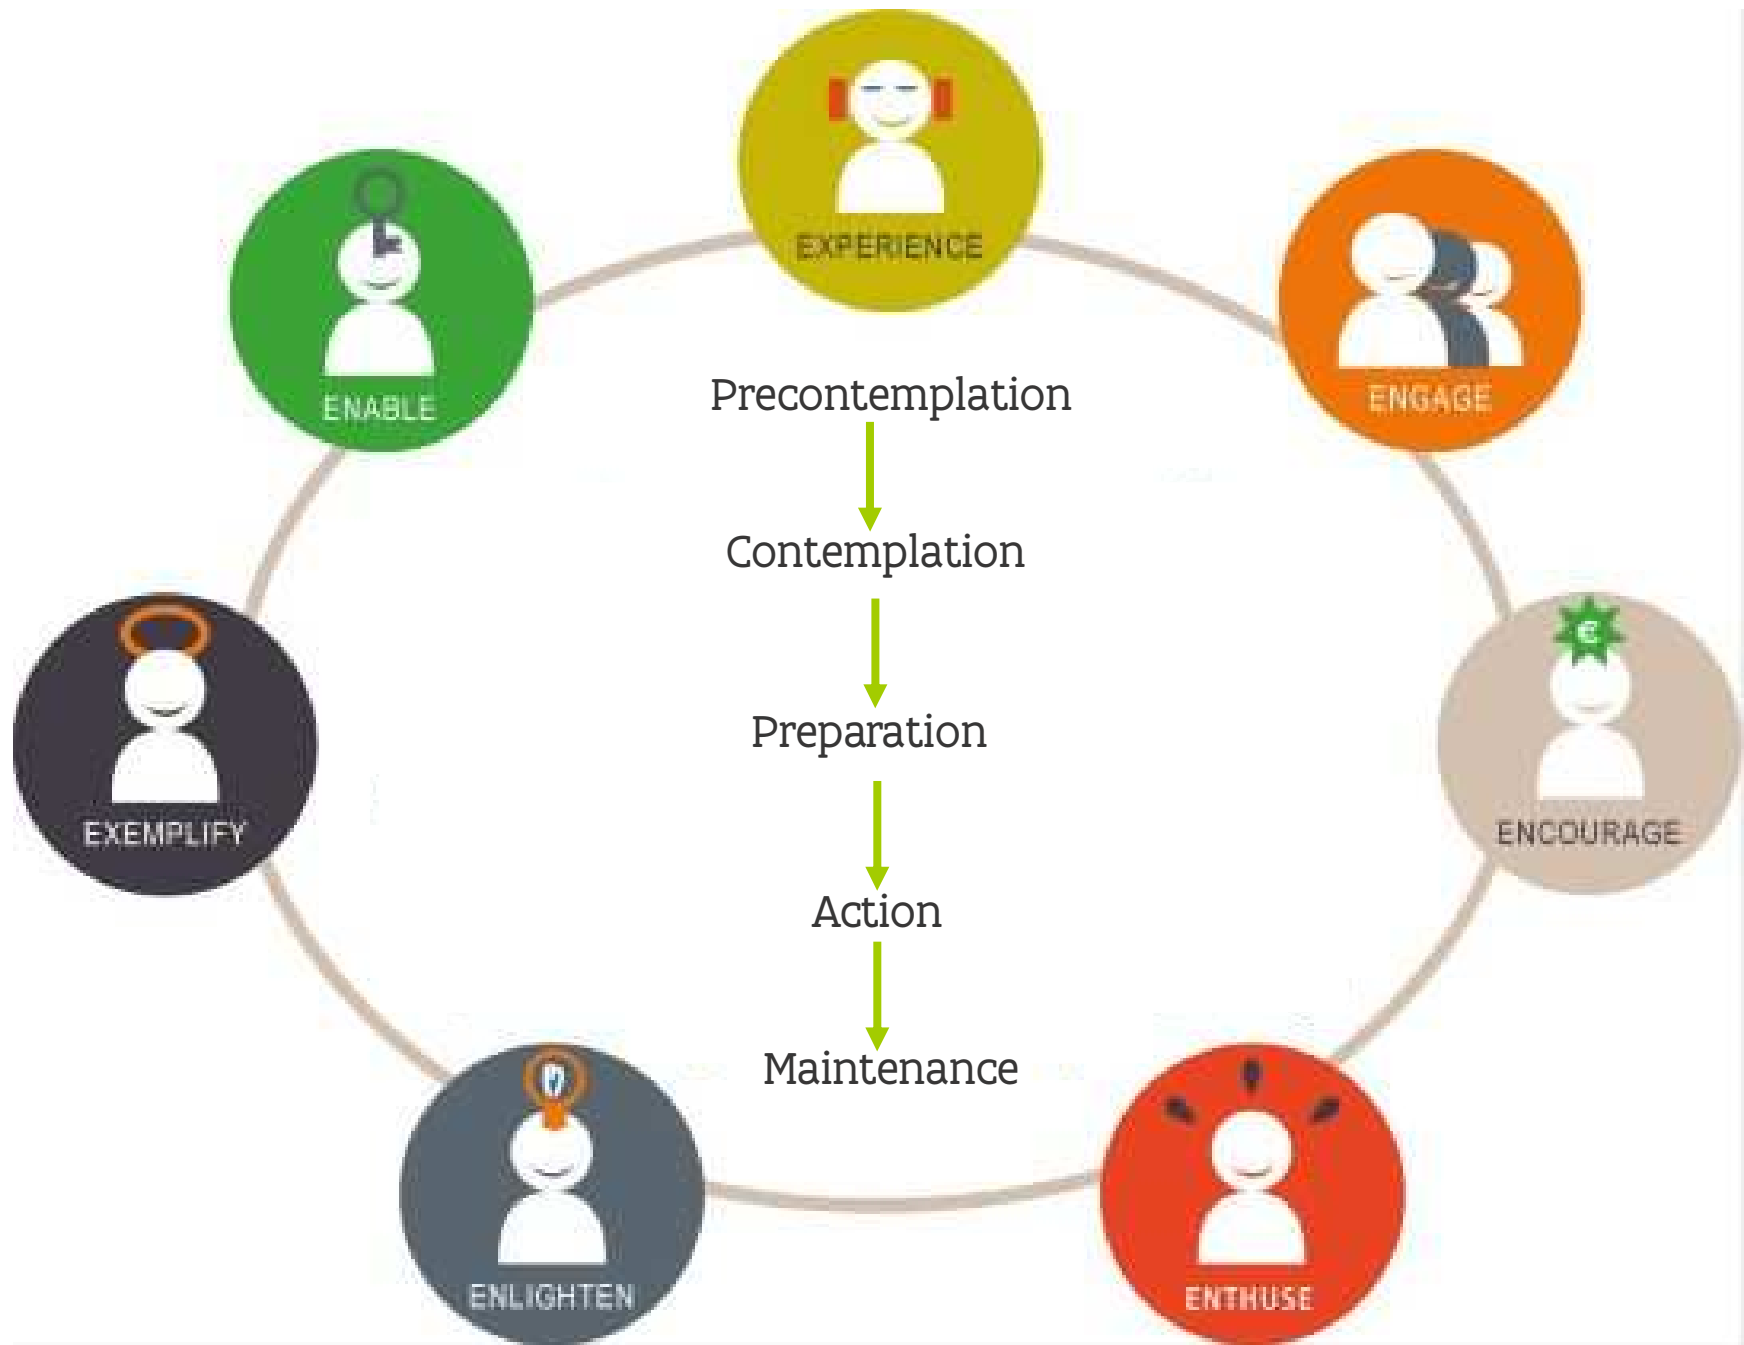 EXPERIENCE
ENABLE
ENGAGE
Precontemplation
Contemplation
€
Preparation
EXEMPLIFY
ENCOURAGE
Action
Maintenance
ENLIGHTEN
ENTHUSE